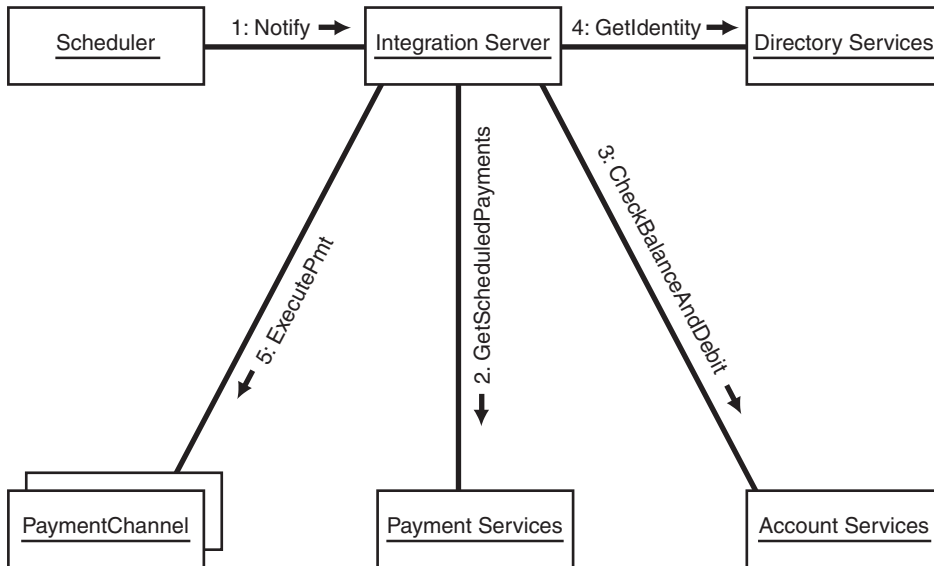 Scheduler
1: Notify
Integration Server
4: GetIdentity
Directory Services
5: ExecutePmt
2. GetScheduledPayments
3: CheckBalanceAndDebit
PaymentChannel
Payment Services
Account Services